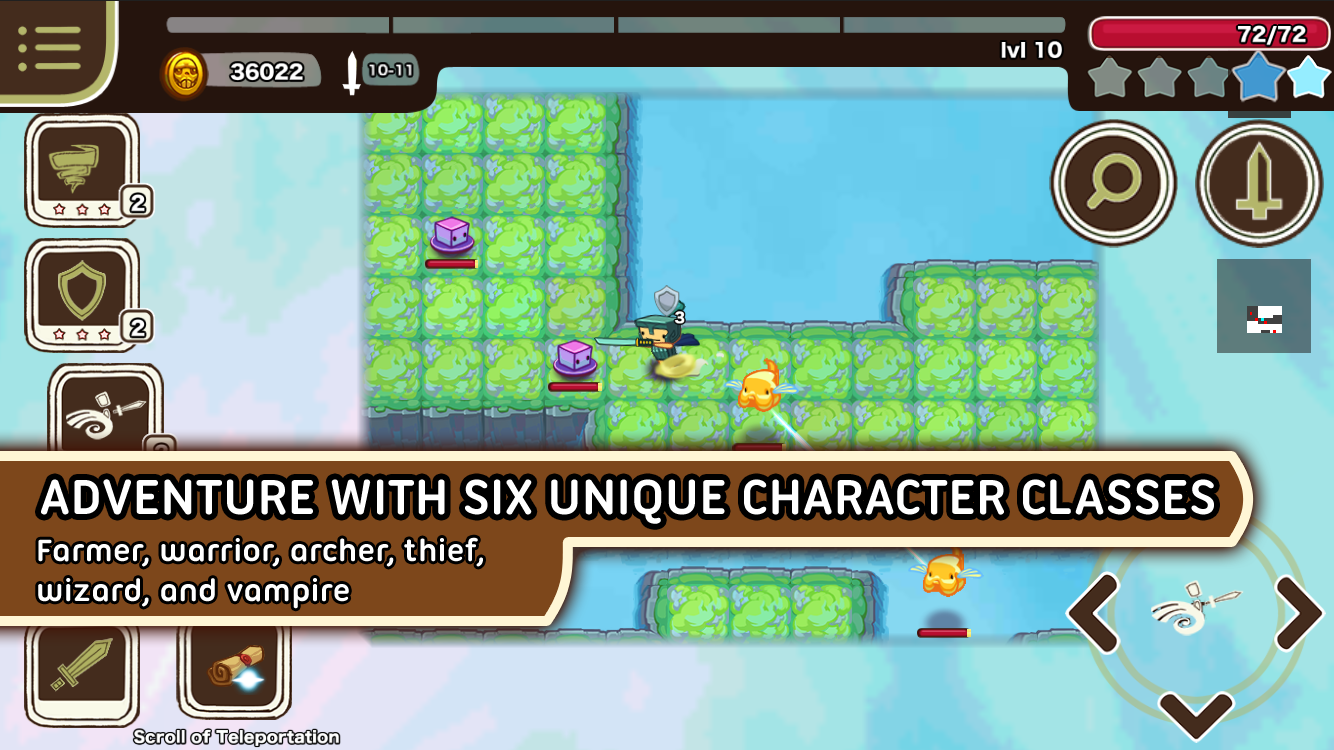 72/72
lvl 10
36022
10-11
2
2
3
ADVENTURE WITH SIX UNIQUE CHARACTER CLASSES
Farmer, warrior, archer, thief,
wizard, and vampire
Scroll of Teleportation